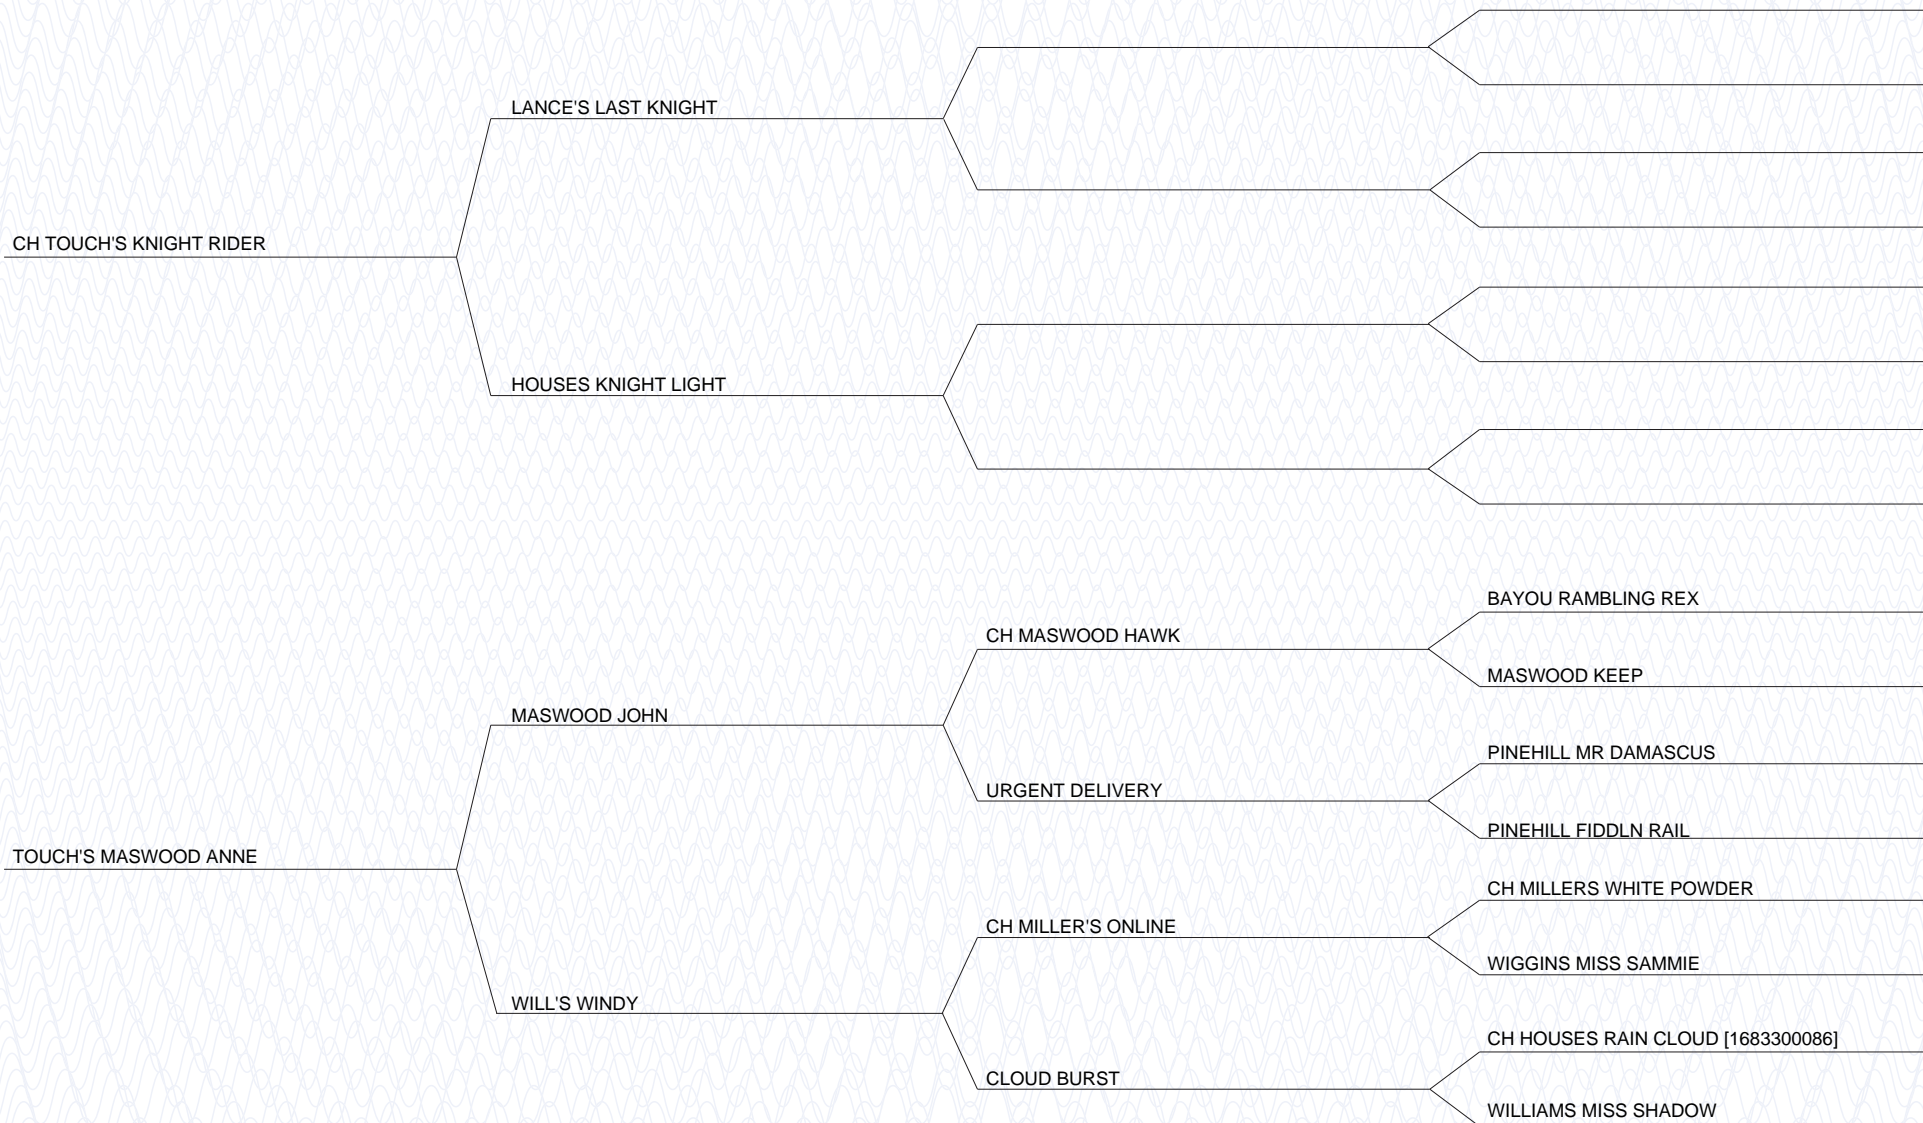 LANCE'S LAST KNIGHT
CH TOUCH'S KNIGHT RIDER
HOUSES KNIGHT LIGHT
BAYOU RAMBLING REX
CH MASWOOD HAWK
MASWOOD KEEP
MASWOOD JOHN
PINEHILL MR DAMASCUS
URGENT DELIVERY
PINEHILL FIDDLN RAIL
TOUCH'S MASWOOD ANNE
CH MILLERS WHITE POWDER
CH MILLER'S ONLINE
WIGGINS MISS SAMMIE
WILL'S WINDY
CH HOUSES RAIN CLOUD [1683300086]
CLOUD BURST
WILLIAMS MISS SHADOW